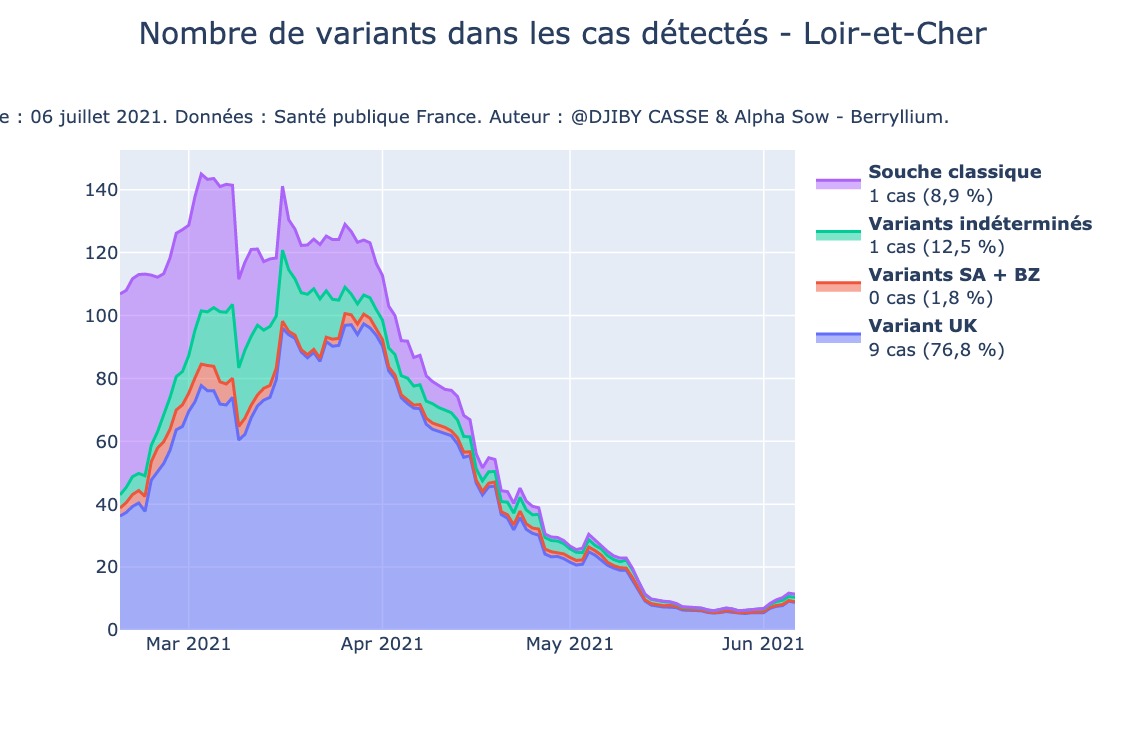 Nombre de variants dans les cas détectés - Loir-et-Cher
e : 06 juillet 2021. Données : Santé publique France. Auteur : @DJIBY CASSE & Alpha Sow - Berryllium.
140
120
100
80
60
40
20
0
Mar 2021 Apr 2021 May 2021 Jun 2021
Souche classique
1 cas (8,9 %)
Variants indéterminés
1 cas (12,5 %)
Variants SA + BZ
0 cas (1,8 %)
Variant UK
9 cas (76,8 %)